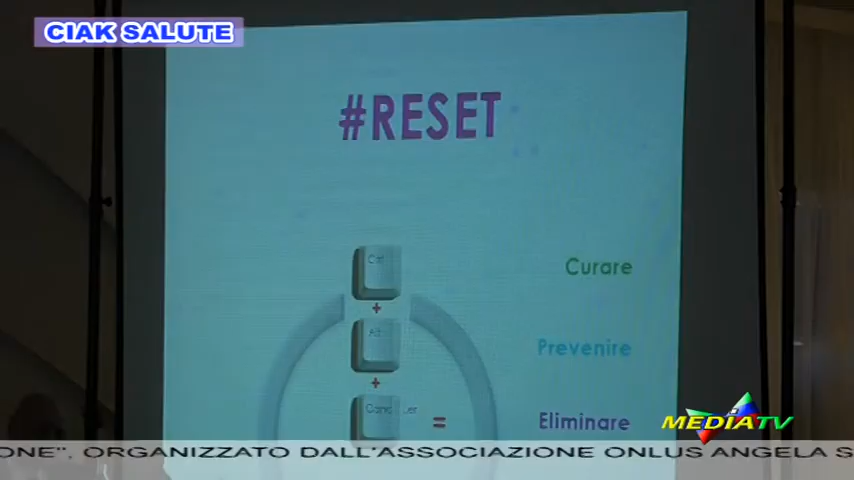 CIAK SALUTE
#RESET
Ctrl
+
Curare
Alt
Prevenire
+
=
Eliminare
MEDIATV
ONE", ORGANIZZATO DALL'ASSOCIAZIONE ONLUS ANGELA S